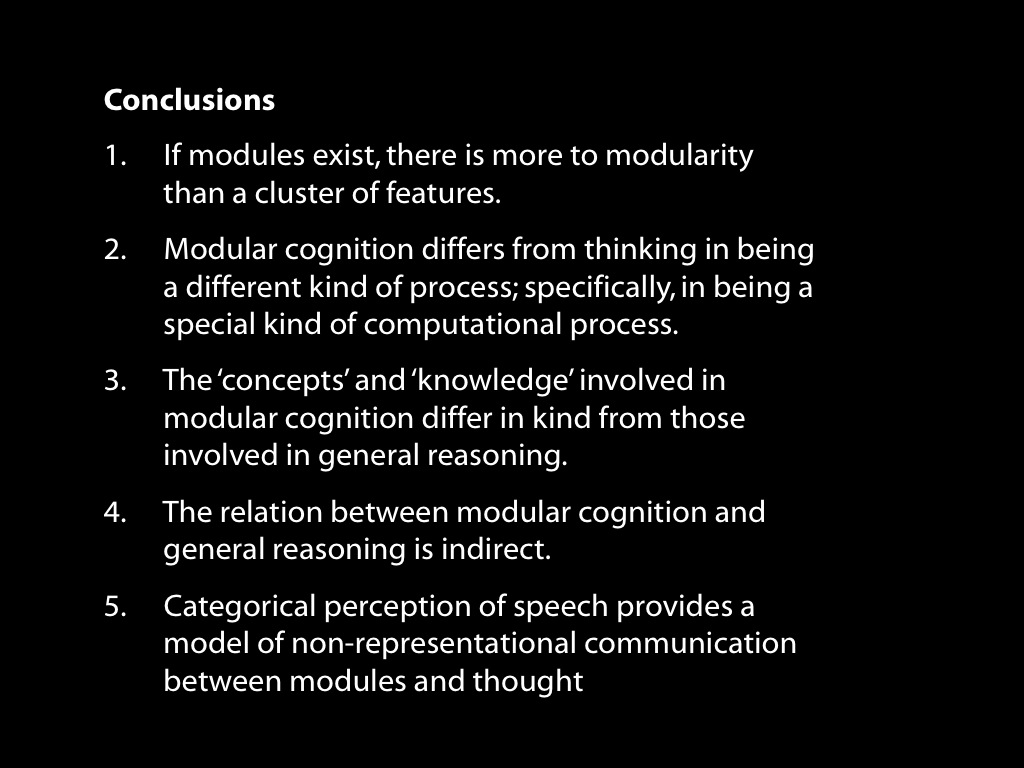 Conclusions
1. If modules exist, there is more to modularity
than a cluster of features.
2. Modular cognition differs from thinking in being
a different kind of process; specifically, in being a
special kind of computational process.
3. The ‘concepts’ and ‘knowledge’ involved in
modular cognition differ in kind from those
involved in general reasoning.
4. The relation between modular cognition and
general reasoning is indirect.
5. Categorical perception of speech provides a
model of non-representational communication
between modules and thought